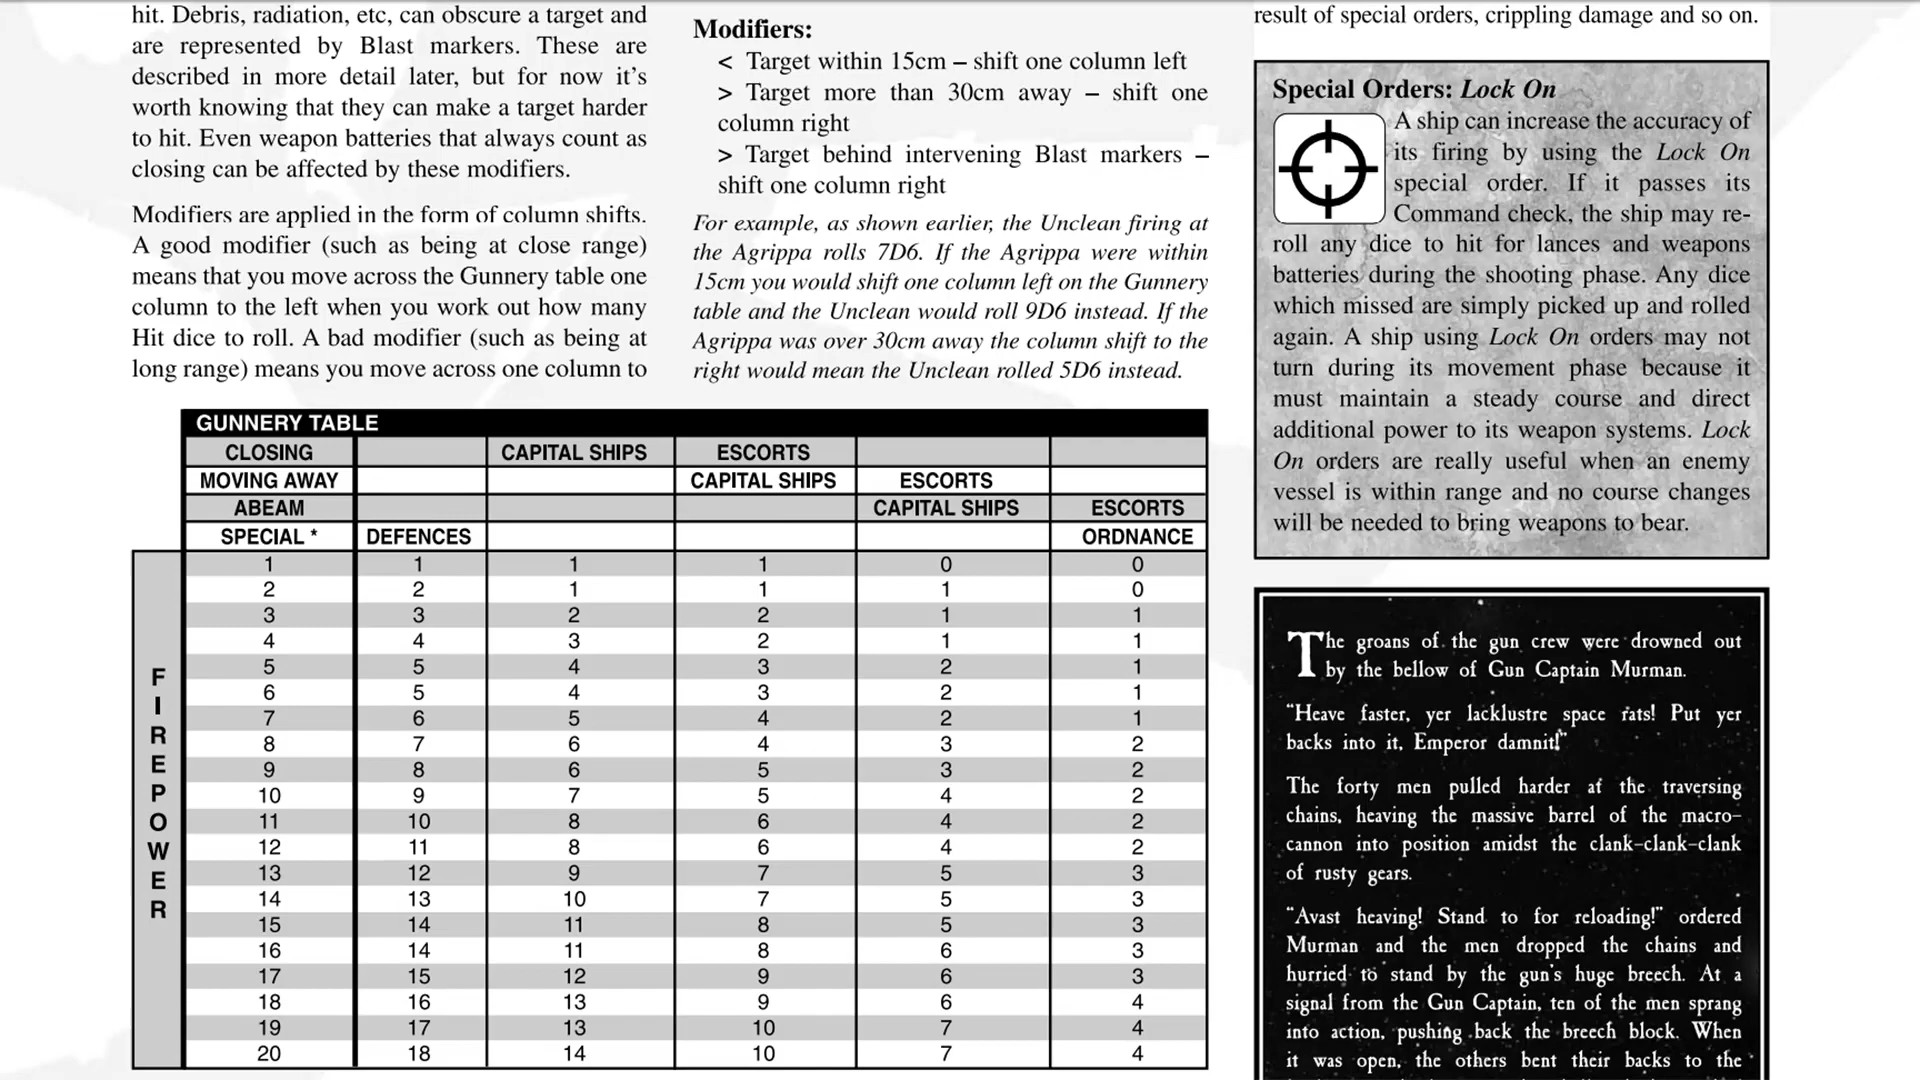 hit. Debris, radiation, etc, can obscure a target and
are represented by Blast markers. These are
described in more detail later, but for now it’s
worth knowing that they can make a target harder
to hit. Even weapon batteries that always count as
closing can be affected by these modifiers.
Modifiers are applied in the form of column shifts.
A good modifier (such as being at close range)
means that you move across the Gunnery table one
column to the left when you work out how many
Hit dice to roll. A bad modifier (such as being at
long range) means you move across one column to
Modifiers:
< Target within 15cm – shift one column left
> Target more than 30cm away – shift one
column right
> Target behind intervening Blast markers –
shift one column right
For example, as shown earlier, the Unclean firing at
the Agrippa rolls 7D6. If the Agrippa were within
15cm you would shift one column left on the Gunnery
table and the Unclean would roll 9D6 instead. If the
Agrippa was over 30cm away the column shift to the
right would mean the Unclean rolled 5D6 instead.
GUNNERY TABLE
CLOSING CAPITAL SHIPS ESCORTS
MOVING AWAY CAPITAL SHIPS ESCORTS
ABEAM CAPITAL SHIPS ESCORTS
SPECIAL * DEFENCES ORDNANCE
FIREPOWER
1 1 1 1 0 0
2 2 1 1 1 0
3 3 2 2 1 1
4 4 3 2 1 1
5 5 4 3 2 1
6 5 4 3 2 1
7 6 5 4 2 1
8 7 6 4 3 2
9 8 6 5 3 2
10 9 7 5 4 2
11 10 8 6 4 2
12 11 8 6 4 2
13 12 9 7 5 3
14 13 10 7 5 3
15 14 11 8 5 3
16 14 11 8 6 3
17 15 12 9 6 3
18 16 13 9 6 4
19 17 13 10 7 4
20 18 14 10 7 4
result of special orders, crippling damage and so on.
Special Orders: Lock On
A ship can increase the accuracy of
its firing by using the Lock On
special order. If it passes its
Command check, the ship may re-
roll any dice to hit for lances and weapons
batteries during the shooting phase. Any dice
which missed are simply picked up and rolled
again. A ship using Lock On orders may not
turn during its movement phase because it
must maintain a steady course and direct
additional power to its weapon systems. Lock
On orders are really useful when an enemy
vessel is within range and no course changes
will be needed to bring weapons to bear.
The groans of the gun crew were drowned out
by the bellow of Gun Captain Murman.
“Heave faster, yer lacklustre space rats! Put yer
backs into it, Emperor damnit!”
The forty men pulled harder at the traversing
chains, heaving the massive barrel of the macro-
cannon into position amidst the clank-clank-clank
of rusty gears.
“Avast heaving! Stand to for reloading!” ordered
Murman and the men dropped the chains and
hurried to stand by the gun’s huge breech. At a
signal from the Gun Captain, ten of the men sprang
into action, pushing back the breech block. When
it was open, the others bent their backs to the